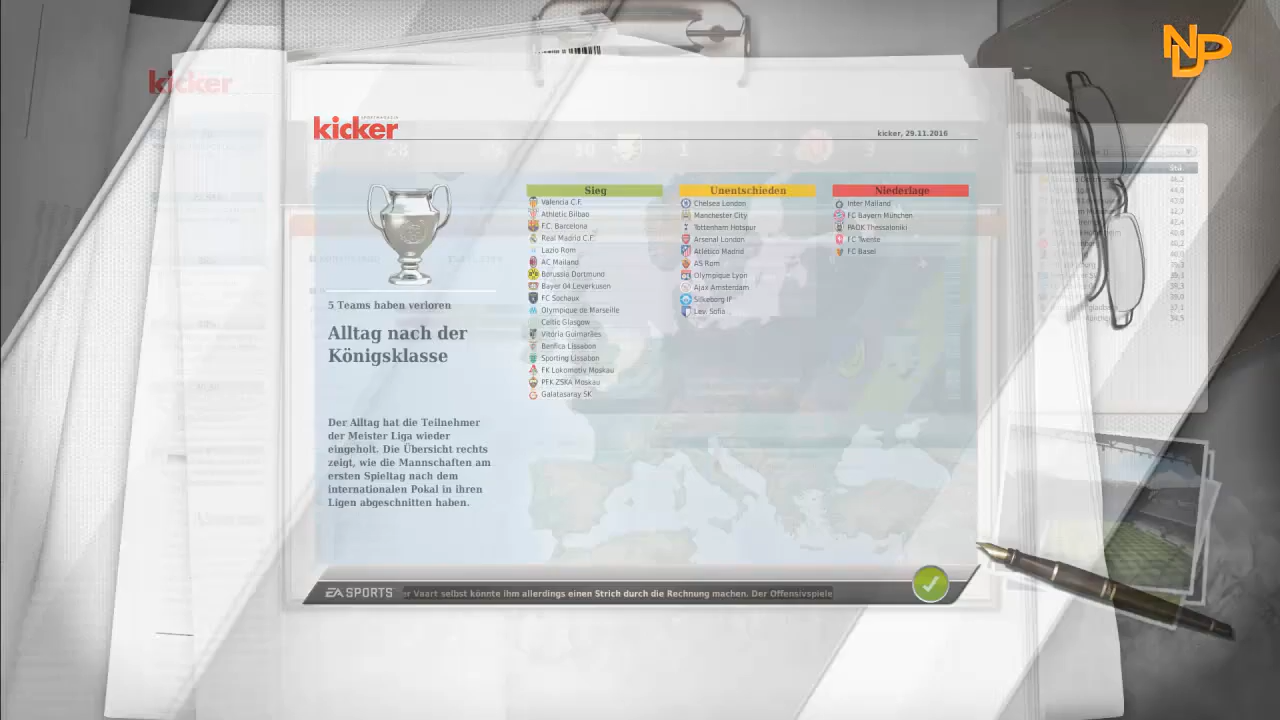 NDP
kicker
SPORTMAGAZIN
kicker
kicker, 29.11.2016
5 Teams haben verloren
Alltag nach der
Königsklasse
Der Alltag hat die Teilnehmer
der Meister Liga wieder
eingeholt. Die Übersicht rechts
zeigt, wie die Mannschaften am
ersten Spieltag nach dem
internationalen Pokal in ihren
Ligen abgeschnitten haben.
Sieg
Valencia C.F.
Athletic Bilbao
F.C. Barcelona
Real Madrid C.F.
Lazio Rom
AC Mailand
Borussia Dortmund
Bayer 04 Leverkusen
FC Sochaux
Olympique de Marseille
Celtic Glasgow
Vitória Guimarães
Benfica Lissabon
Sporting Lissabon
FK Lokomotiv Moskau
PFK ZSKA Moskau
Galatasaray SK
Unentschieden
Chelsea London
Manchester City
Tottenham Hotspur
Arsenal London
Atlético Madrid
AS Rom
Olympique Lyon
Ajax Amsterdam
Silkeborg IF
Levski Sofia
Niederlage
Inter Mailand
FC Bayern München
PAOK Thessaloniki
FC Twente
FC Basel
EA SPORTS
er Vaart selbst könnte ihm allerdings einen Strich durch die Rechnung machen. Der Offensivspiele